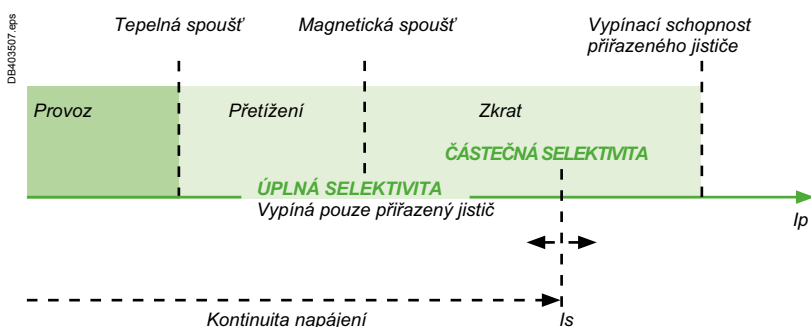 DB403507.eps
Tepelná spoušť
Magnetická spoušť
Vypínací schopnost
přiřazeného jističe
Provoz
Přetížení
Zkrat
ČÁSTEČNÁ SELEKTIVITA
ÚPLNÁ SELEKTIVITA
Vypíná pouze přiřazený jistič
Ip
Kontinuita napájení
Is